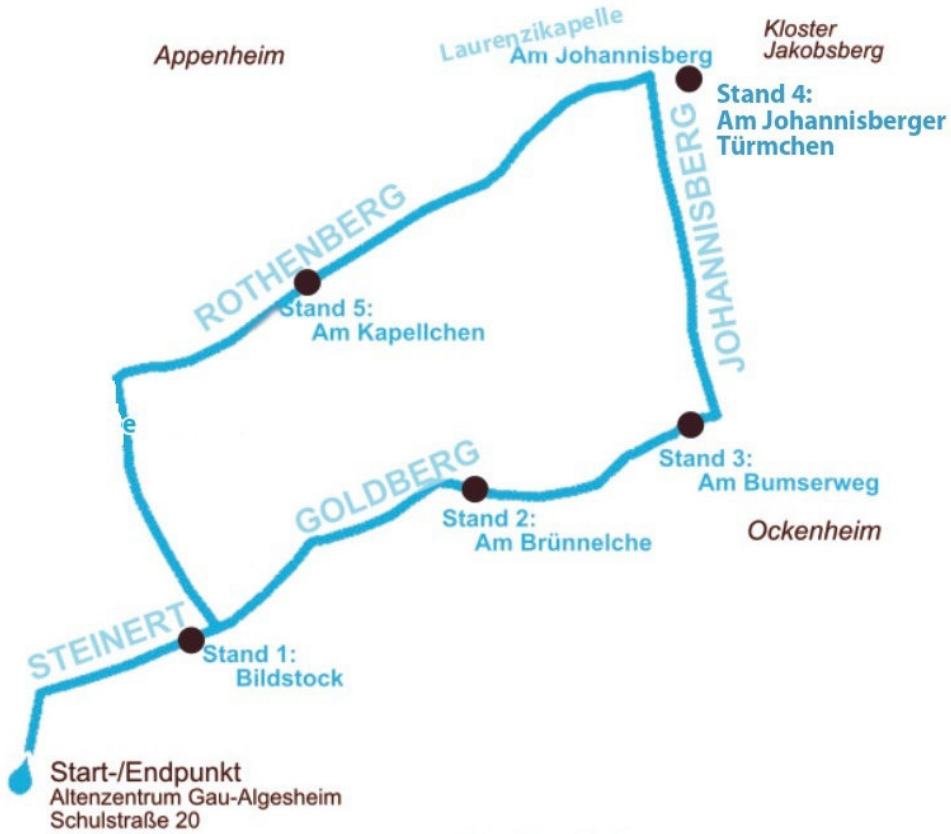 Appenheim
Laurenzikapelle
Am Johannisberg
Kloster
Jakobsberg
Stand 4:
Am Johannisberger
Türmchen
JOHANNISBERG
ROTHENBERG
Stand 5:
Am Kapellchen
e
Stand 3:
Am Bumserweg
GOLDBERG
Stand 2:
Am Brünnelche
Ockenheim
STEINERT
Stand 1:
Bildstock
Start-/Endpunkt
Altenzentrum Gau-Algesheim
Schulstraße 20